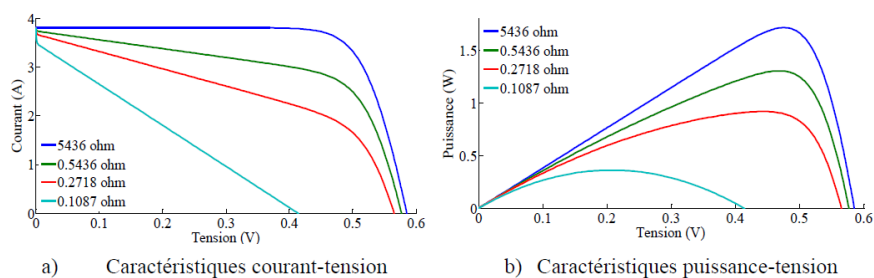 4
3
2
1
0
Courant (A)
5436 ohm
0.5436 ohm
0.2718 ohm
0.1087 ohm
0
0.1
0.2
0.3
0.4
0.5
0.6
Tension (V)
a) Caractéristiques courant-tension
1.5
1
0.5
0
Puissance (W)
5436 ohm
0.5436 ohm
0.2718 ohm
0.1087 ohm
0
0.1
0.2
0.3
0.4
0.5
0.6
Tension (V)
b) Caractéristiques puissance-tension